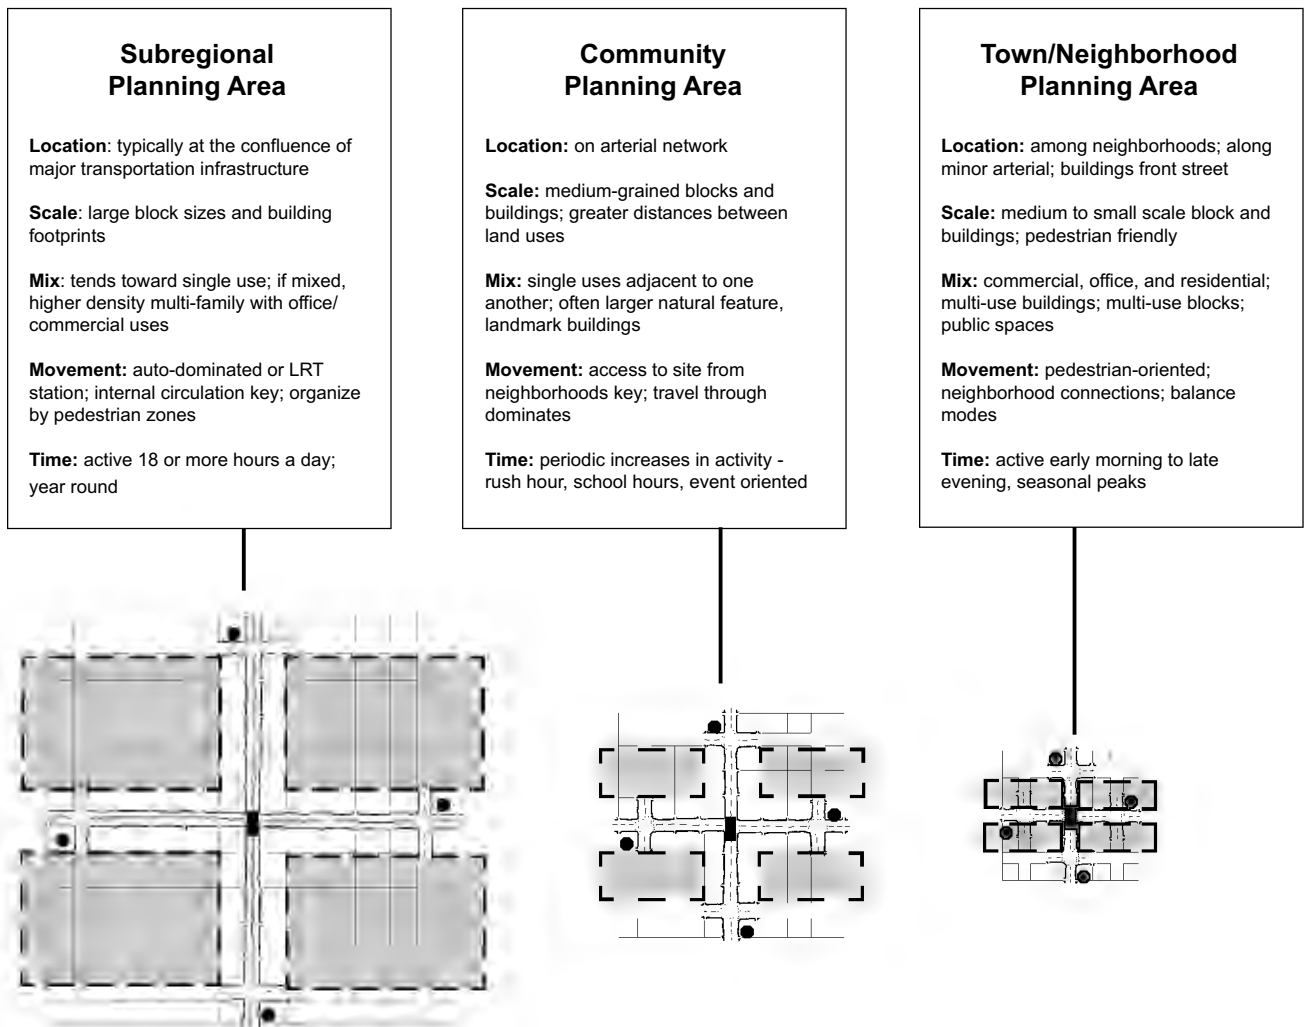 Subregional
Planning Area
Location: typically at the confluence of
major transportation infrastructure
Scale: large block sizes and building
footprints
Mix: tends toward single use; if mixed,
higher density multi-family with office/
commercial uses
Movement: auto-dominated or LRT
station; internal circulation key; organize
by pedestrian zones
Time: active 18 or more hours a day;
year round
Community
Planning Area
Location: on arterial network
Scale: medium-grained blocks and
buildings; greater distances between
land uses
Mix: single uses adjacent to one
another; often larger natural feature,
landmark buildings
Movement: access to site from
neighborhoods key; travel through
dominates
Time: periodic increases in activity -
rush hour, school hours, event oriented
Town/Neighborhood
Planning Area
Location: among neighborhoods; along
minor arterial; buildings front street
Scale: medium to small scale block and
buildings; pedestrian friendly
Mix: commercial, office, and residential;
multi-use buildings; multi-use blocks;
public spaces
Movement: pedestrian-oriented;
neighborhood connections; balance
modes
Time: active early morning to late
evening, seasonal peaks